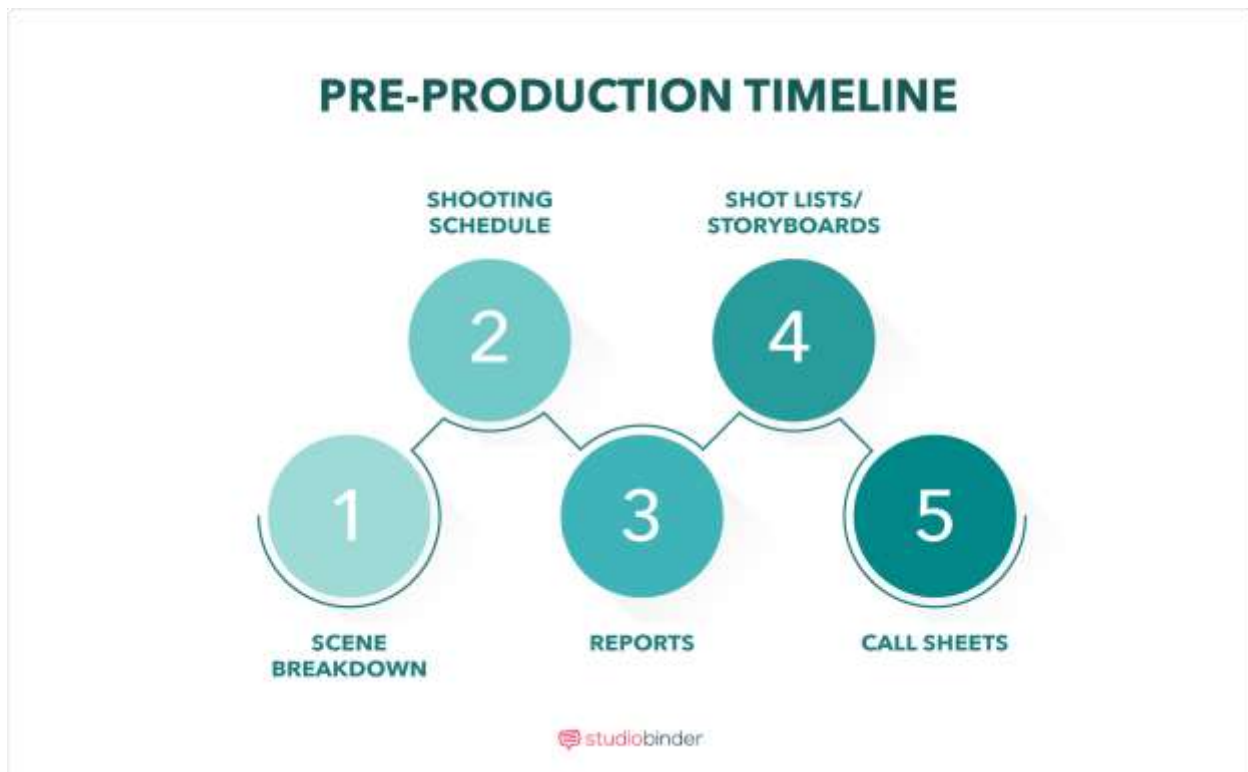 PRE-PRODUCTION TIMELINE
1
SCENE
BREAKDOWN
2
SHOOTING
SCHEDULE
3
REPORTS
4
SHOT LISTS/
STORYBOARDS
5
CALL SHEETS
studiobinder